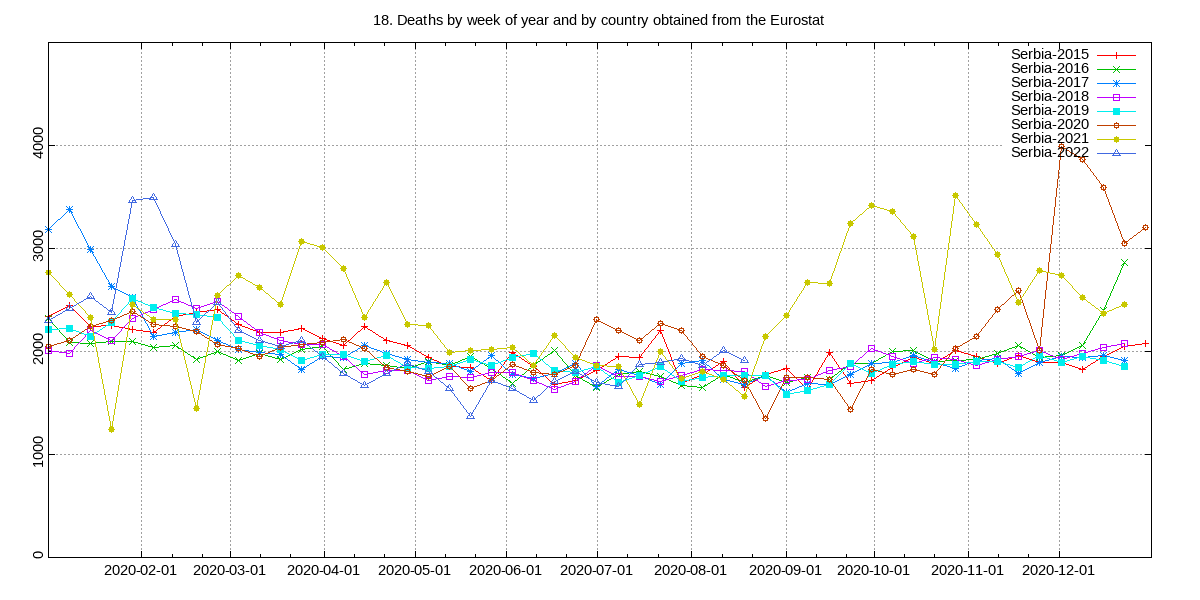 18. Deaths by week of year and by country obtained from the Eurostat
Serbia-2015
Serbia-2016
Serbia-2017
Serbia-2018
Serbia-2019
Serbia-2020
Serbia-2021
Serbia-2022
4000
3000
2000
1000
0
2020-02-01 2020-03-01 2020-04-01 2020-05-01 2020-06-01 2020-07-01 2020-08-01 2020-09-01 2020-10-01 2020-11-01 2020-12-01